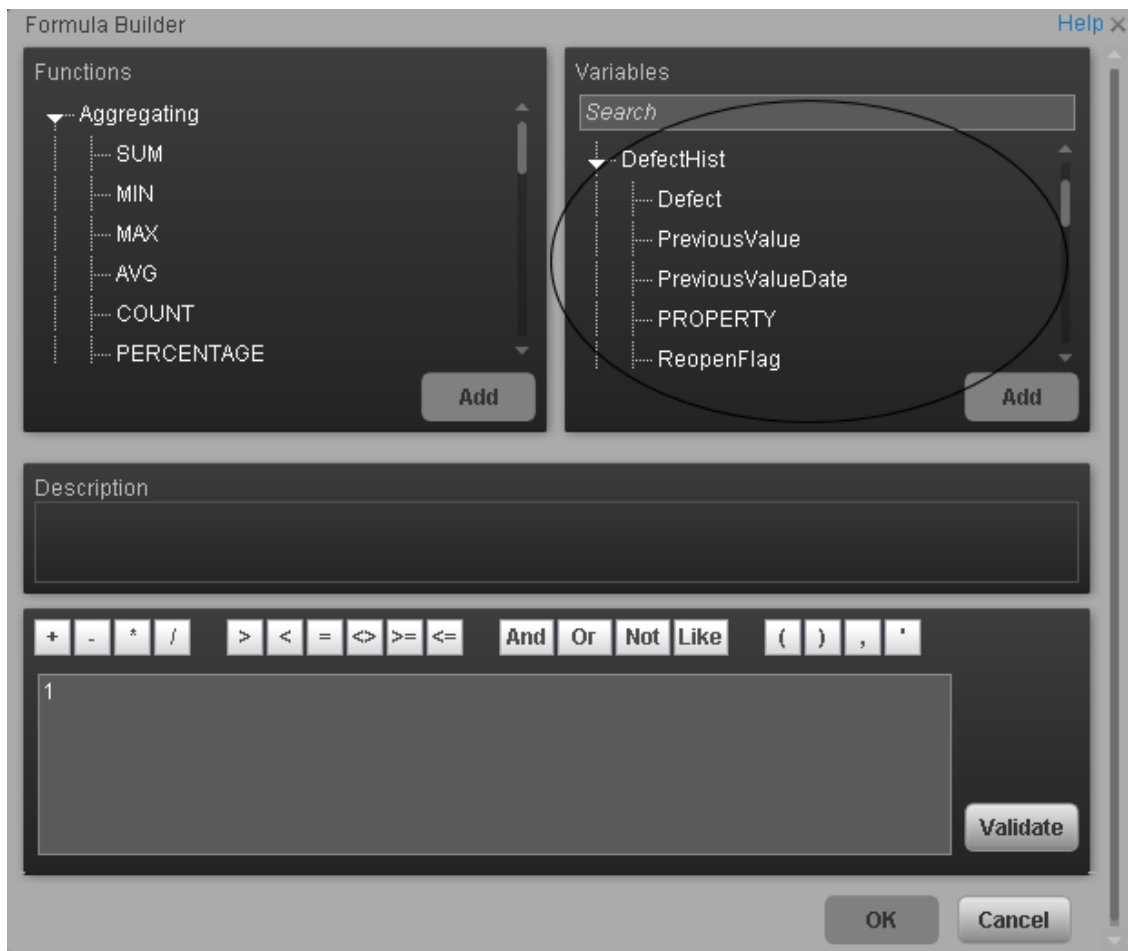 Formula Builder
Help ×
Functions
Aggregating
SUM
MIN
MAX
AVG
COUNT
PERCENTAGE
Add
Variables
Search
DefectHist
Defect
PreviousValue
PreviousValueDate
PROPERTY
ReopenFlag
Add
Description
+ - * / > < = <> >= <= And Or Not Like ( ) , '
1
Validate
OK Cancel